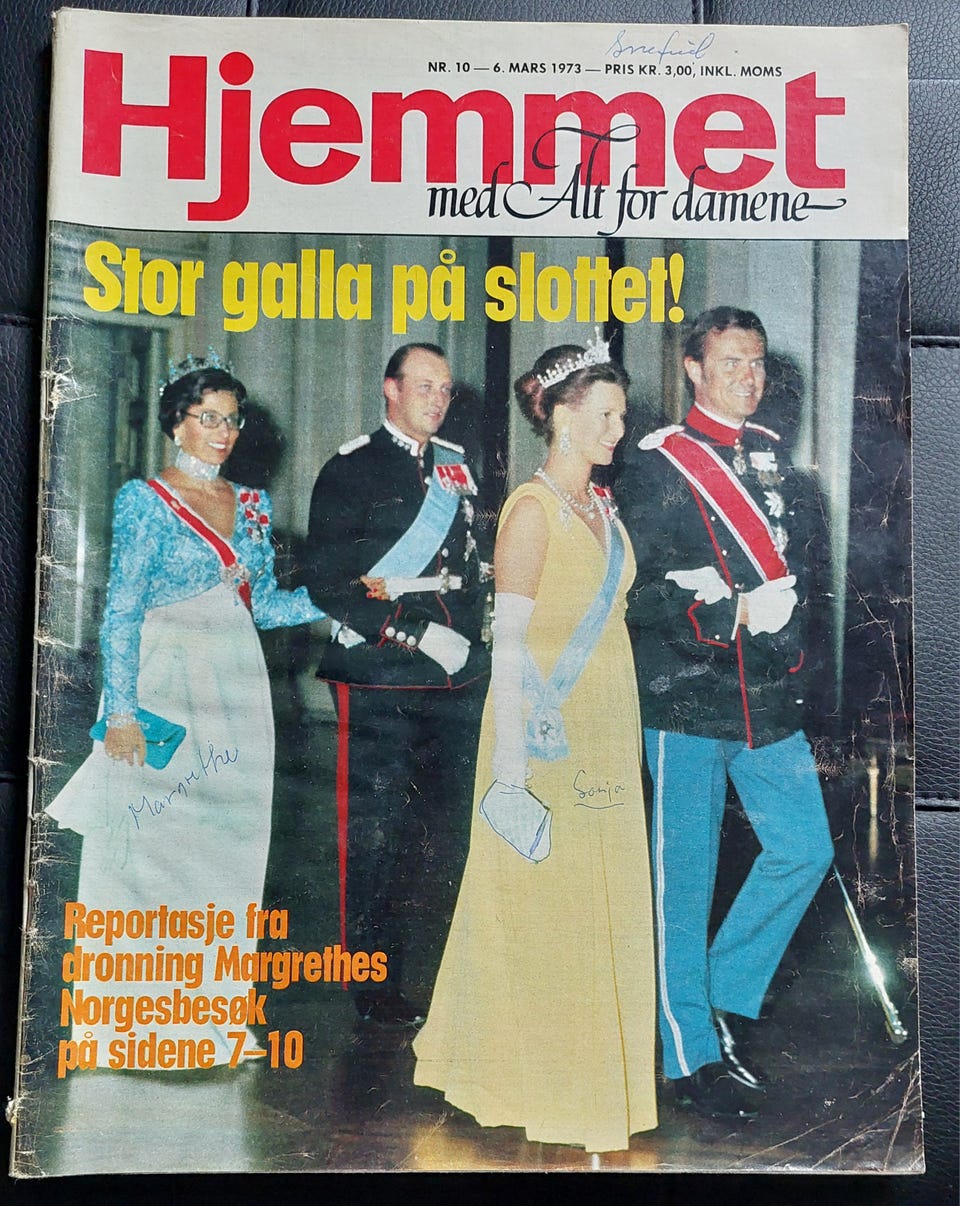 NR. 10 — 6. MARS 1973 — PRIS KR. 3,00, INKL. MOMS
Hjemmet
med Alt for damene
Stor galla på slottet!
Margrethe
Sonja
Reportasje fra
dronning Margrethes
Norgesbesøk
på sidene 7–10